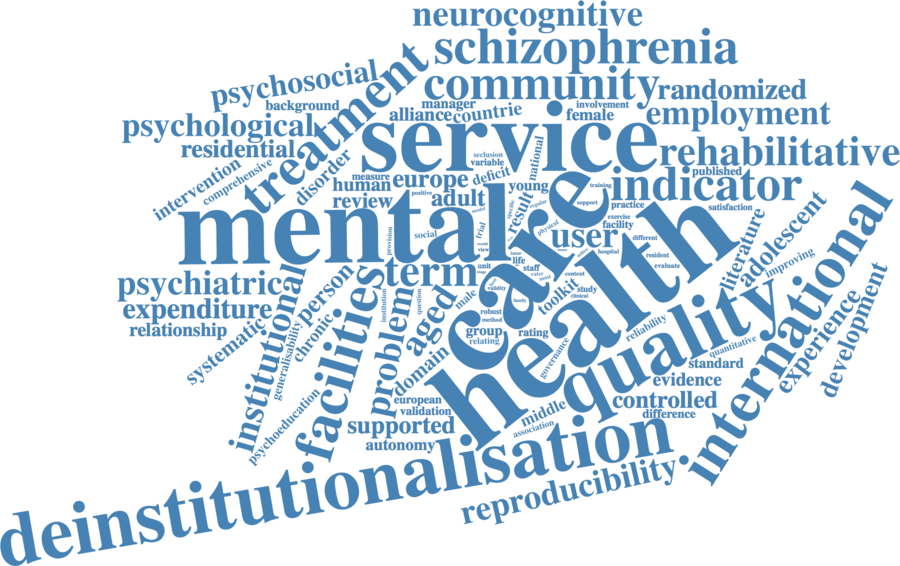 neurocognitive
schizophrenia
community
randomized
employment
rehabilitative
psychosocial
treatment
background
manager
alliance
countrie
involvement
female
psychological
residential
service
intervention
comprehensive
disorder
measure
human
europe
deficit
seclusion
variable
national
published
indicator
review
adult
positive
young
result
training
support
practice
satisfaction
mental
care
model
trial
specific
regular
physical
exercise
facility
user
different
health
social
provision
psychiatric
term
unit
life
staff
hospital
resident
evaluate
literature
adolescent
improving
international
expenditure
relationship
systematic
institutional
generalisability
chronic
person
facilities
institution
problem
question
aged
male
validity
content
toolkit
study
clinical
robust
method
family
group
relating
rating
governance
reliability
quality
quantitative
standard
experience
development
domain
european
validation
supported
autonomy
psychoeducation
middle
association
evidence
controlled
difference
deinstitutionalisation
reproducibility